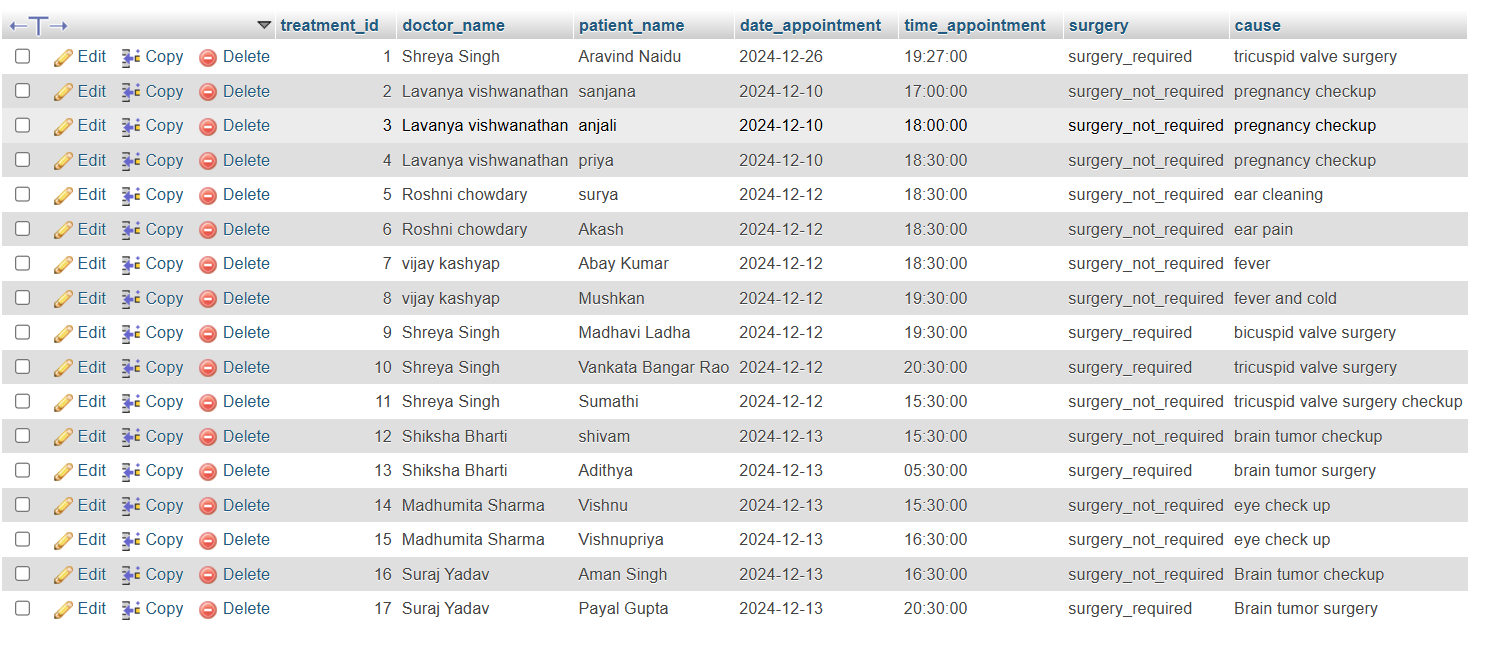 treatment_id doctor_name patient_name date_appointment time_appointment surgery cause
Edit Copy Delete 1 Shreya Singh Aravind Naidu 2024-12-26 19:27:00 surgery_required tricuspid valve surgery
Edit Copy Delete 2 Lavanya vishwanathan sanjana 2024-12-10 17:00:00 surgery_not_required pregnancy checkup
Edit Copy Delete 3 Lavanya vishwanathan anjali 2024-12-10 18:00:00 surgery_not_required pregnancy checkup
Edit Copy Delete 4 Lavanya vishwanathan priya 2024-12-10 18:30:00 surgery_not_required pregnancy checkup
Edit Copy Delete 5 Roshni chowdary surya 2024-12-12 18:30:00 surgery_not_required ear cleaning
Edit Copy Delete 6 Roshni chowdary Akash 2024-12-12 18:30:00 surgery_not_required ear pain
Edit Copy Delete 7 vijay kashyap Abay Kumar 2024-12-12 18:30:00 surgery_not_required fever
Edit Copy Delete 8 vijay kashyap Mushkan 2024-12-12 19:30:00 surgery_not_required fever and cold
Edit Copy Delete 9 Shreya Singh Madhavi Ladha 2024-12-12 19:30:00 surgery_required bicuspid valve surgery
Edit Copy Delete 10 Shreya Singh Vankata Bangar Rao 2024-12-12 20:30:00 surgery_required tricuspid valve surgery
Edit Copy Delete 11 Shreya Singh Sumathi 2024-12-12 15:30:00 surgery_not_required tricuspid valve surgery checkup
Edit Copy Delete 12 Shiksha Bharti shivam 2024-12-13 15:30:00 surgery_not_required brain tumor checkup
Edit Copy Delete 13 Shiksha Bharti Adithya 2024-12-13 05:30:00 surgery_required brain tumor surgery
Edit Copy Delete 14 Madhumita Sharma Vishnu 2024-12-13 15:30:00 surgery_not_required eye check up
Edit Copy Delete 15 Madhumita Sharma Vishnupriya 2024-12-13 16:30:00 surgery_not_required eye check up
Edit Copy Delete 16 Suraj Yadav Aman Singh 2024-12-13 16:30:00 surgery_not_required Brain tumor checkup
Edit Copy Delete 17 Suraj Yadav Payal Gupta 2024-12-13 20:30:00 surgery_required Brain tumor surgery